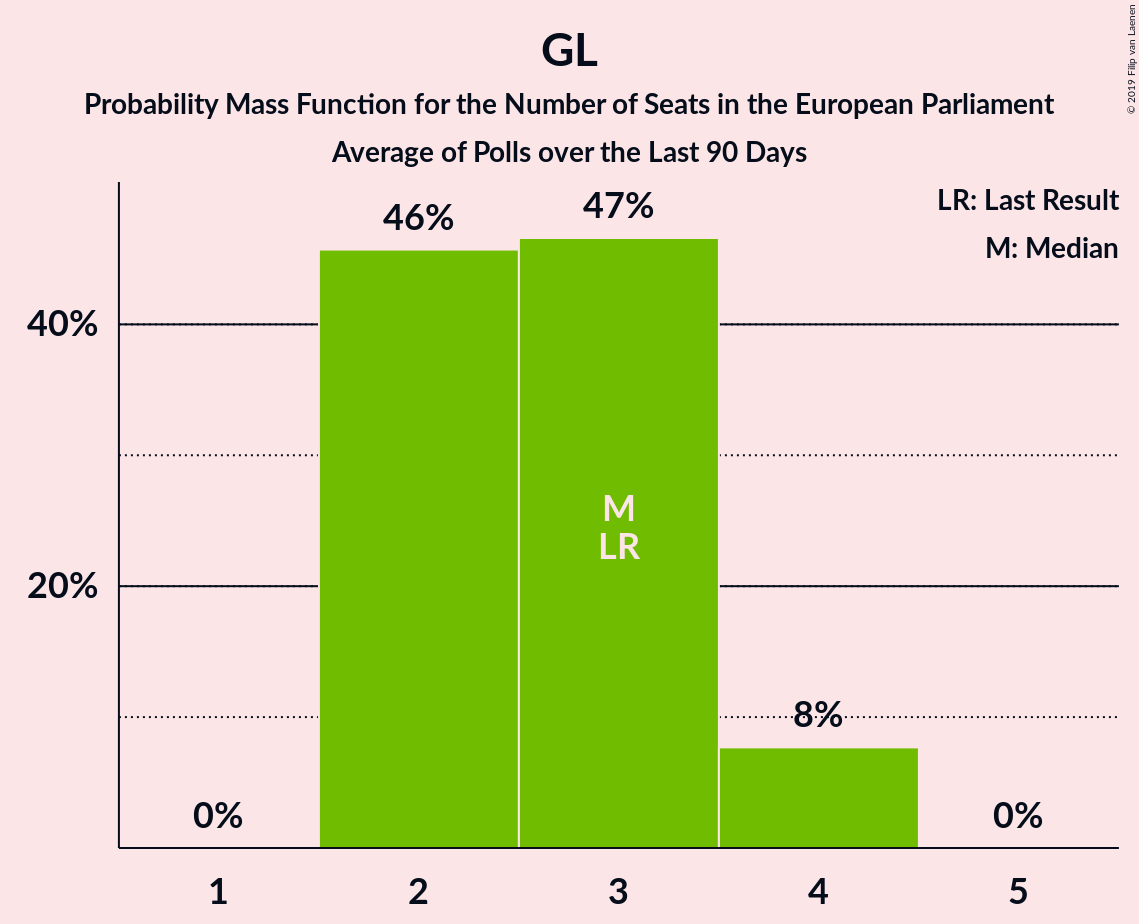 GL
Probability Mass Function for the Number of Seats in the European Parliament
Average of Polls over the Last 90 Days
© 2019 Filip van Laenen
LR: Last Result
M: Median
46%
47%
40%
M
LR
20%
8%
0%
0%
1
2
3
4
5